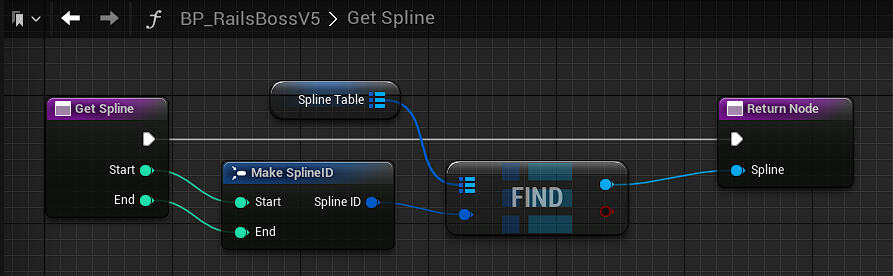 BP_RailsBossV5 > Get Spline
Get Spline
Spline Table
Return Node
Start
Make SplineID
Spline
End
Start
Spline ID
FIND
End